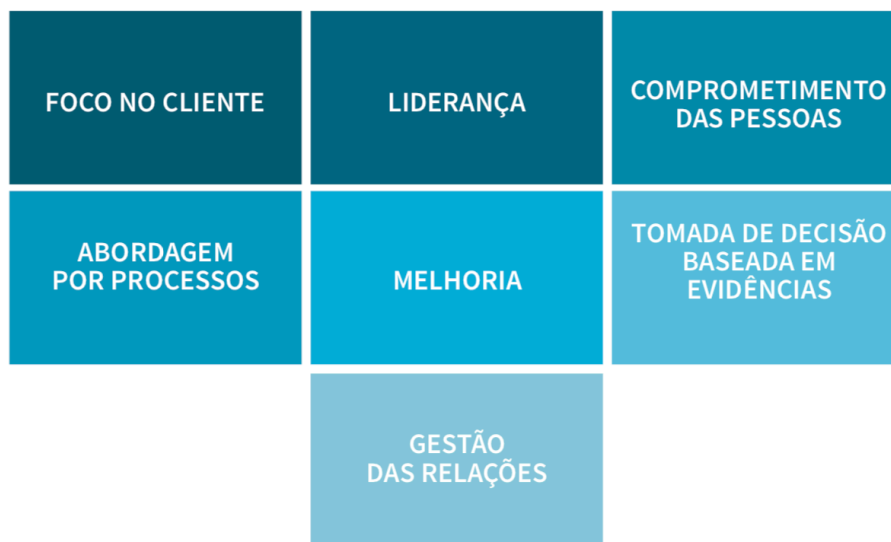 FOCO NO CLIENTE
LIDERANÇA
COMPROMETIMENTO
DAS PESSOAS
ABORDAGEM
POR PROCESSOS
MELHORIA
TOMADA DE DECISÃO
BASEADA EM
EVIDÊNCIAS
GESTÃO
DAS RELAÇÕES